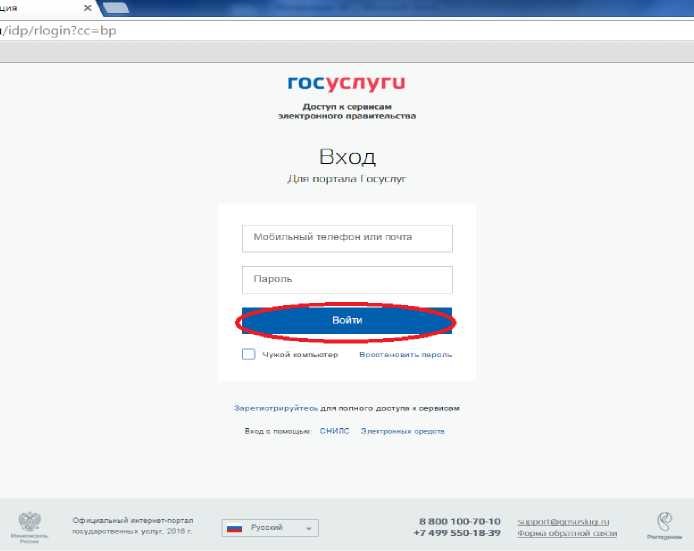 ция
/idp/rlogin?cc=bp
госуслуги
Доступ к сервисам
электронного правительства
Вход
Для портала Госуслуг
Мобильный телефон или почта
Пароль
Войти
Чужой компьютер Восстановить пароль
Зарегистрируйтесь для полного доступа к сервисам
Вход с помощью: СНИЛС Электронных средств
Официальный интернет-портал
государственных услуг, 2016 г.
Русский
8 800 100-70-10
+7 499 550-18-39
support@gosuslugi.ru
Форма обратной связи
Минкомсвязь
России
Ростелеком